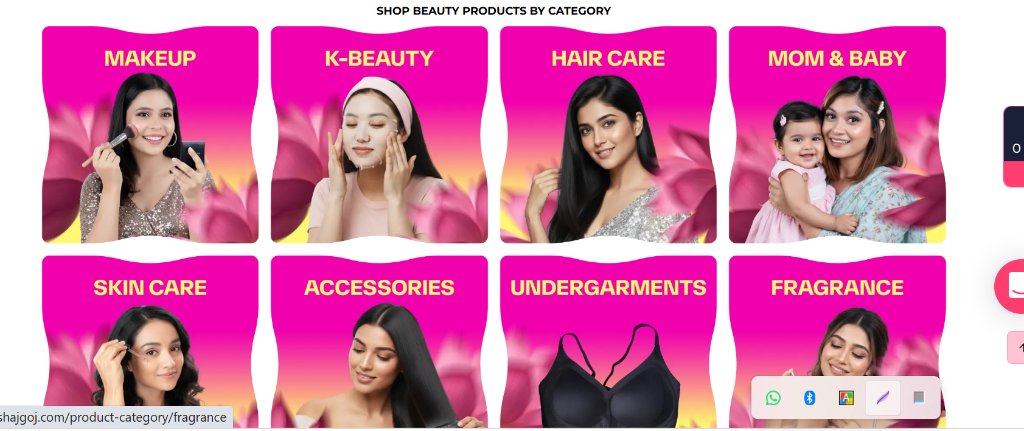 SHOP BEAUTY PRODUCTS BY CATEGORY
MAKEUP
K-BEAUTY
HAIR CARE
MOM & BABY
0
SKIN CARE
ACCESSORIES
UNDERGARMENTS
FRAGRANCE
shajgoj.com/product-category/fragrance